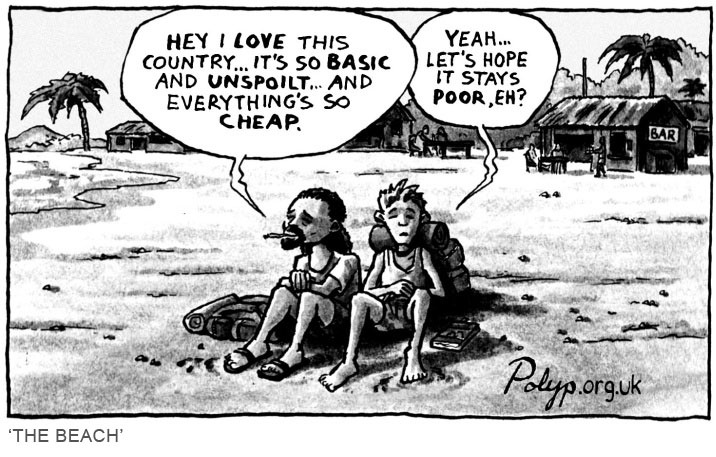 HEY I LOVE THIS
COUNTRY... IT'S SO BASIC
AND UNSPOILT... AND
EVERYTHING'S SO
CHEAP.
YEAH...
LET'S HOPE
IT STAYS
POOR, EH?
BAR
Polyp.org.uk
'THE BEACH'